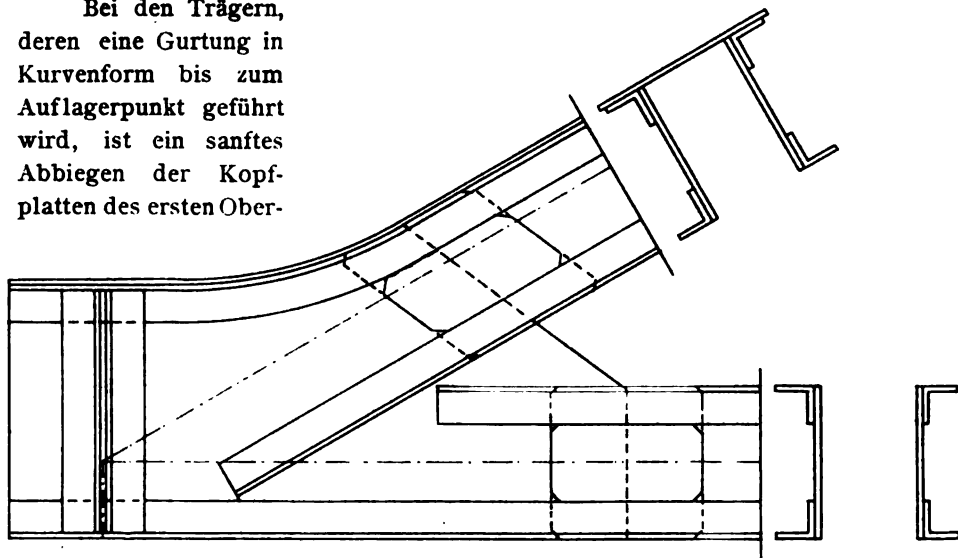 Bei den Trägern,
deren eine Gurtung in
Kurvenform bis zum
Auflagerpunkt geführt
wird, ist ein sanftes
Abbiegen der Kopf-
platten des ersten Ober-